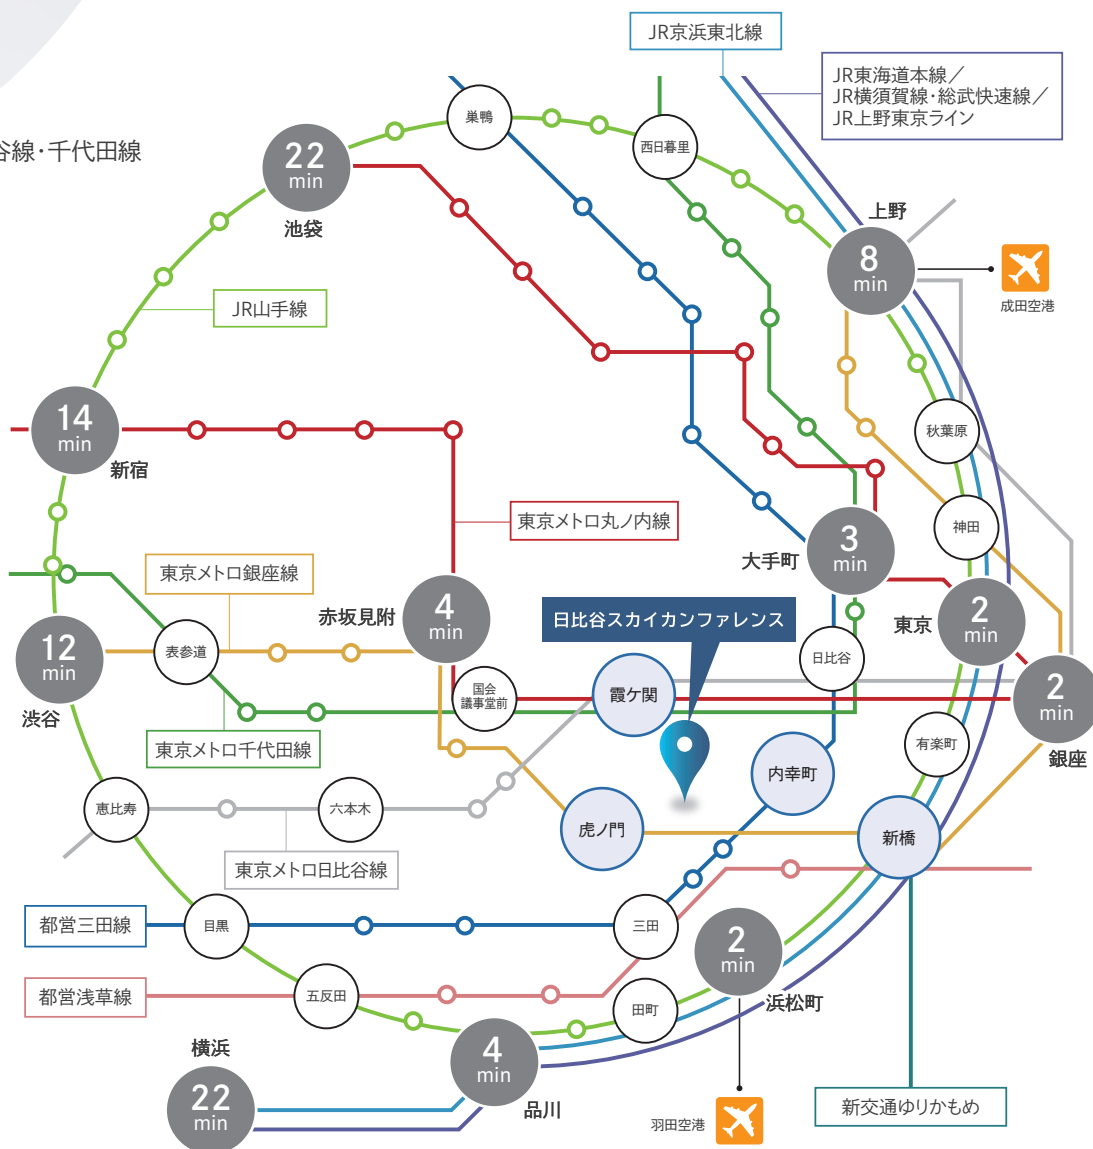 JR京浜東北線
JR東海道本線／
JR横須賀線・総武快速線／
JR上野東京ライン
谷線・千代田線
巣鴨
西日暮里
22
min
池袋
上野
8
min
成田空港
JR山手線
14
min
新宿
秋葉原
東京メトロ丸ノ内線
神田
3
min
大手町
東京メトロ銀座線
赤坂見附
4
min
日比谷スカイカンファレンス
東京
2
min
12
min
渋谷
表参道
国会
議事堂前
霞ケ関
日比谷
2
min
銀座
東京メトロ千代田線
有楽町
内幸町
恵比寿
六本木
虎ノ門
新橋
東京メトロ日比谷線
都営三田線
目黒
三田
2
min
浜松町
都営浅草線
五反田
田町
横浜
22
min
4
min
品川
羽田空港
新交通ゆりかもめ